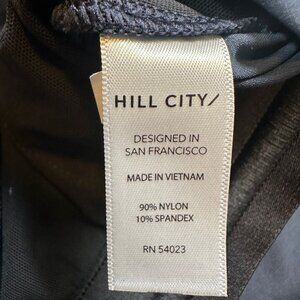 HILL CITY/
DESIGNED IN
SAN FRANCISCO
MADE IN VIETNAM
90% NYLON
10% SPANDEX
RN 54023